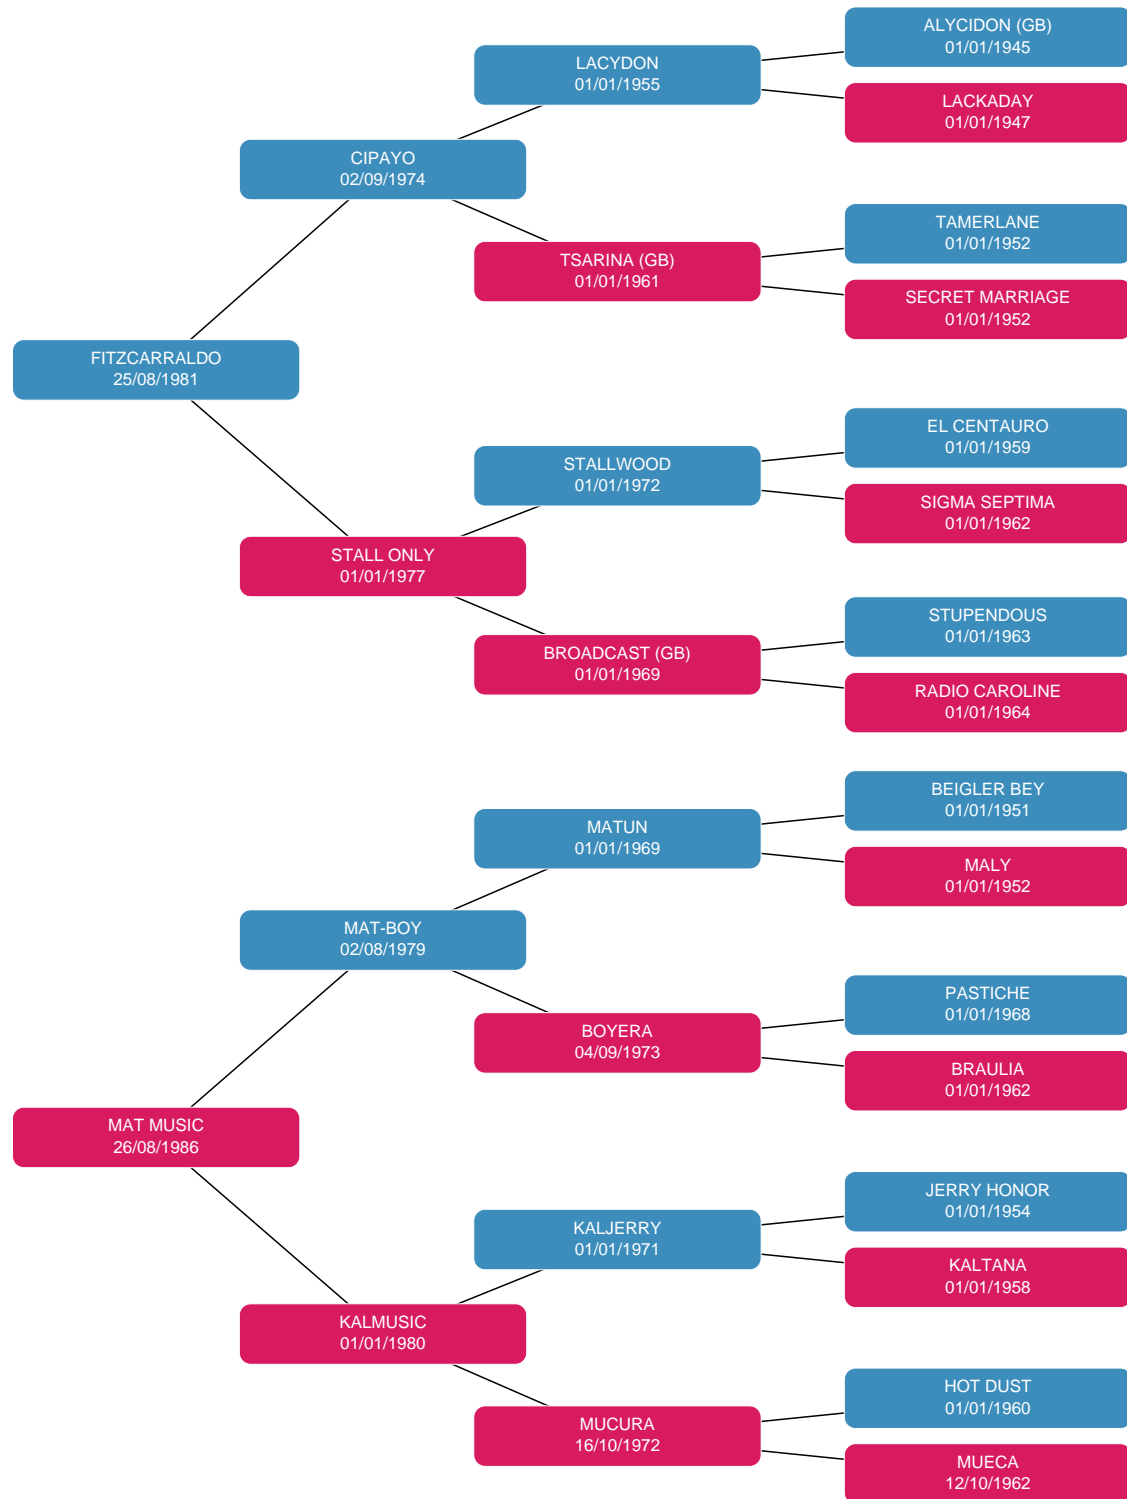 ALYCIDON (GB)
01/01/1945
LACYDON
01/01/1955
LACKADAY
01/01/1947
CIPAYO
02/09/1974
TAMERLANE
01/01/1952
TSARINA (GB)
01/01/1961
SECRET MARRIAGE
01/01/1952
FITZCARRALDO
25/08/1981
EL CENTAURO
01/01/1959
STALLWOOD
01/01/1972
SIGMA SEPTIMA
01/01/1962
STALL ONLY
01/01/1977
STUPENDOUS
01/01/1963
BROADCAST (GB)
01/01/1969
RADIO CAROLINE
01/01/1964
BEIGLER BEY
01/01/1951
MATUN
01/01/1969
MALY
01/01/1952
MAT-BOY
02/08/1979
PASTICHE
01/01/1968
BOYERA
04/09/1973
BRAULIA
01/01/1962
MAT MUSIC
26/08/1986
JERRY HONOR
01/01/1954
KALJERRY
01/01/1971
KALTANA
01/01/1958
KALMUSIC
01/01/1980
HOT DUST
01/01/1960
MUCURA
16/10/1972
MUECA
12/10/1962